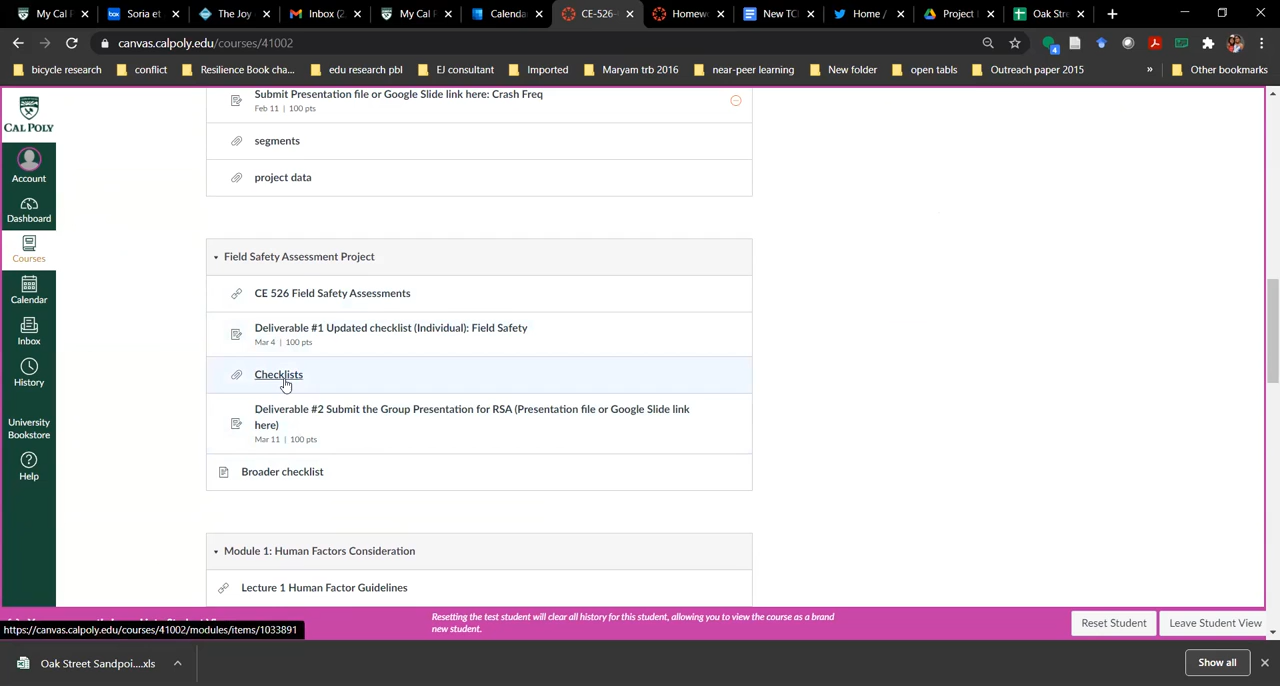 My Cal F
Soria et
The Joy
Inbox (2
My Cal F
Calenda
CE-526-
Homew
New TC
Home /
Project
Oak Stre
canvas.calpoly.edu/courses/41002
4
bicycle research
conflict
Resilience Book cha...
edu research pbl
EJ consultant
Imported
Maryam trb 2016
near-peer learning
New folder
open tabs
Outreach paper 2015
»
Other bookmarks
CAL POLY
Account
Dashboard
Courses
Calendar
Inbox
History
University
Bookstore
Help
Submit Presentation file or Google Slide link here: Crash Freq
Feb 11 | 100 pts
segments
project data
Field Safety Assessment Project
CE 526 Field Safety Assessments
Deliverable #1 Updated checklist (Individual): Field Safety
Mar 4 | 100 pts
Checklists
Deliverable #2 Submit the Group Presentation for RSA (Presentation file or Google Slide link
here)
Mar 11 | 100 pts
Broader checklist
Module 1: Human Factors Consideration
Lecture 1 Human Factor Guidelines
Resetting the test student will clear all history for this student, allowing you to view the course as a brand
new student.
Reset Student
Leave Student View
https://canvas.calpoly.edu/courses/41002/modules/items/1033891
Oak Street Sandpoi....xls
Show all